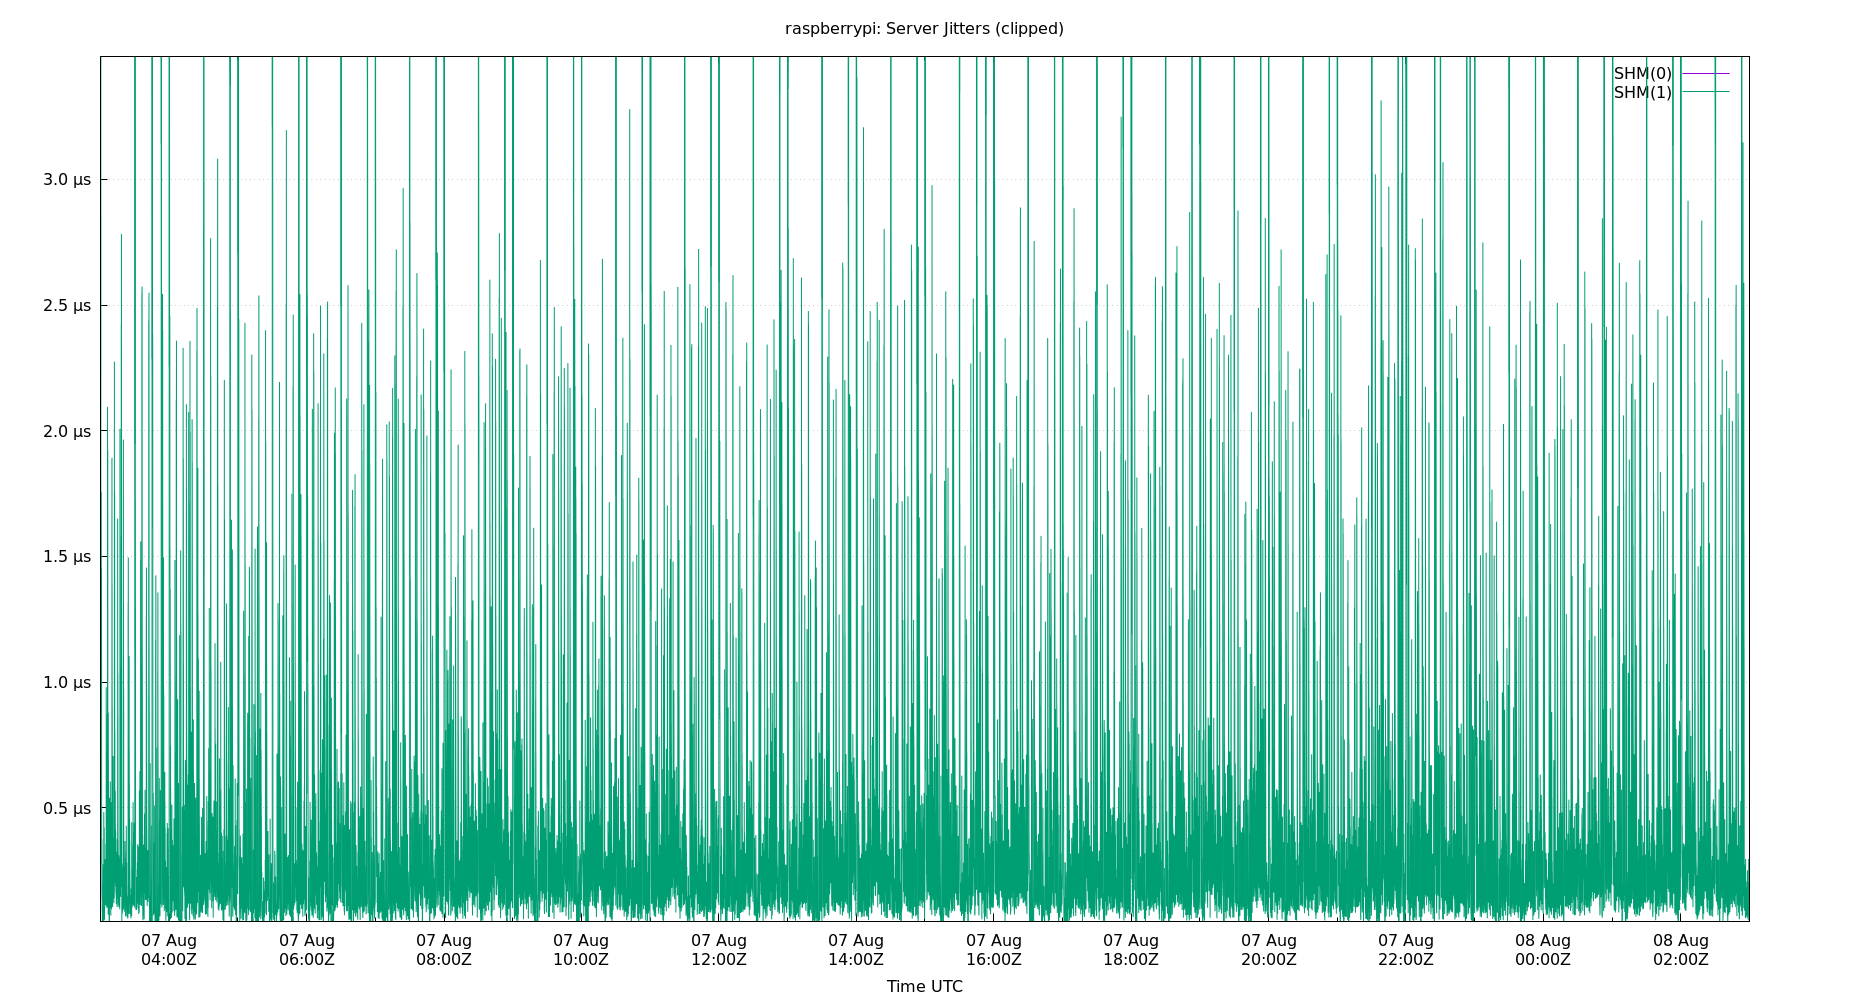 raspberrypi: Server Jitters (clipped)
SHM(0)
SHM(1)
3.0 µs
2.5 µs
2.0 µs
1.5 µs
1.0 µs
0.5 µs
07 Aug 07 Aug 07 Aug 07 Aug 07 Aug 07 Aug 07 Aug 07 Aug 07 Aug 07 Aug 08 Aug 08 Aug
04:00Z 06:00Z 08:00Z 10:00Z 12:00Z 14:00Z 16:00Z 18:00Z 20:00Z 22:00Z 00:00Z 02:00Z
Time UTC